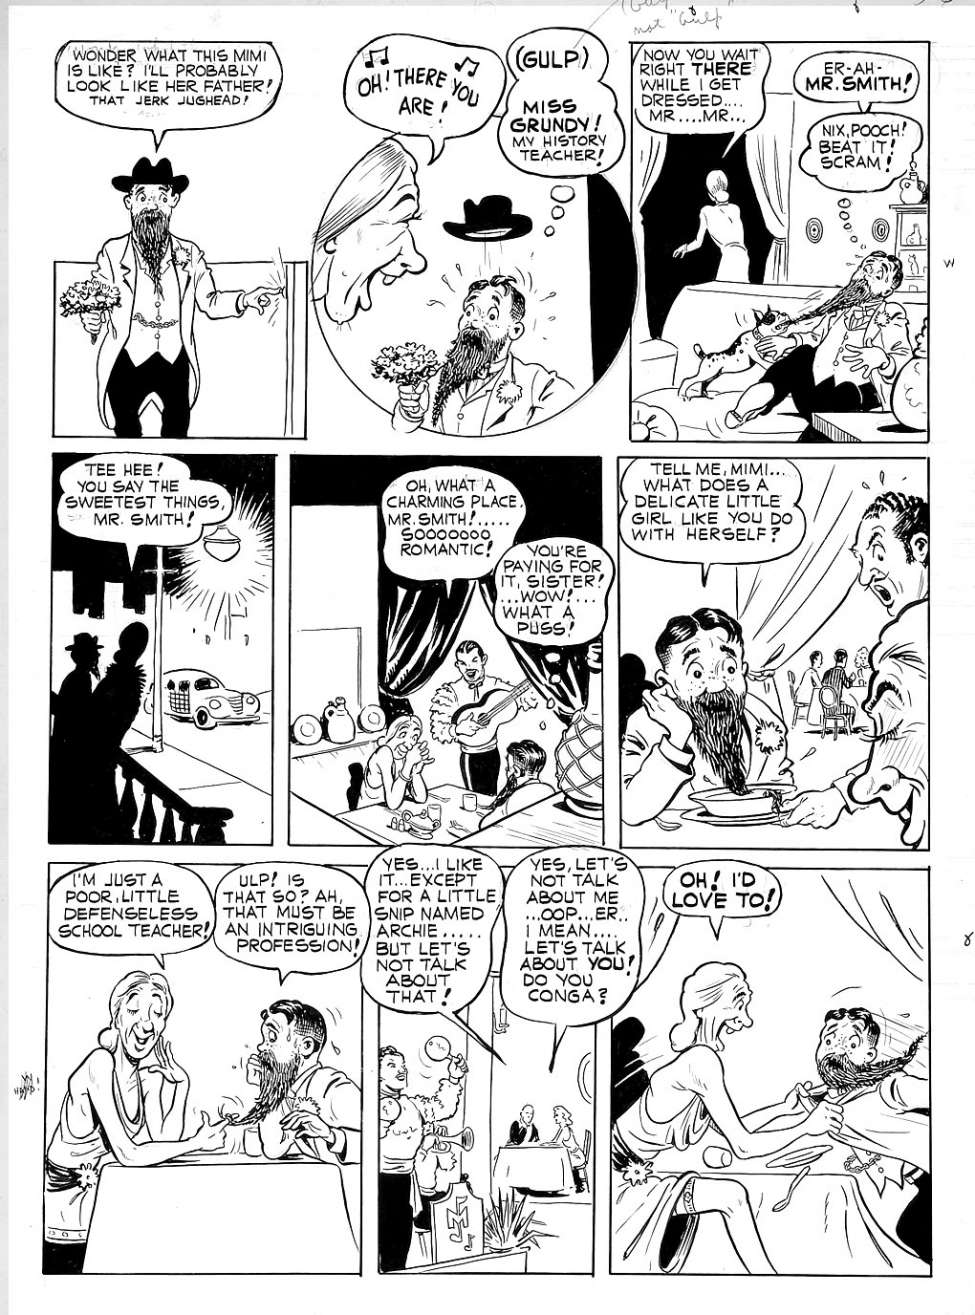 not "Gulp
WONDER WHAT THIS MIMI
IS LIKE? I'LL PROBABLY
LOOK LIKE HER FATHER!
THAT JERK JUGHEAD!
OH! THERE YOU
ARE!
(GULP)
MISS
GRUNDY!
MY HISTORY
TEACHER!
NOW YOU WAIT
RIGHT THERE
WHILE I GET
DRESSED....
MR....MR...
ER-AH-
MR. SMITH!
NIX, POOCH!
BEAT IT!
SCRAM!
TEE HEE!
YOU SAY THE
SWEETEST THINGS,
MR. SMITH!
OH, WHAT A
CHARMING PLACE,
MR. SMITH!.....
SOOOOOOO
ROMANTIC!
YOU'RE
PAYING FOR
IT, SISTER!
...WOW!...
WHAT A
PUSS!
TELL ME, MIMI...
WHAT DOES A
DELICATE LITTLE
GIRL LIKE YOU DO
WITH HERSELF?
I'M JUST A
POOR, LITTLE
DEFENSELESS
SCHOOL TEACHER!
ULP! IS
THAT SO? AH,
THAT MUST BE
AN INTRIGUING
PROFESSION!
YES...I LIKE
IT...EXCEPT
FOR A LITTLE
SNIP NAMED
ARCHIE.....
BUT LET'S
NOT TALK
ABOUT
THAT!
YES, LET'S
NOT TALK
ABOUT ME
...OOP...ER..
I MEAN....
LET'S TALK
ABOUT YOU!
DO YOU
CONGA?
OH! I'D
LOVE TO!